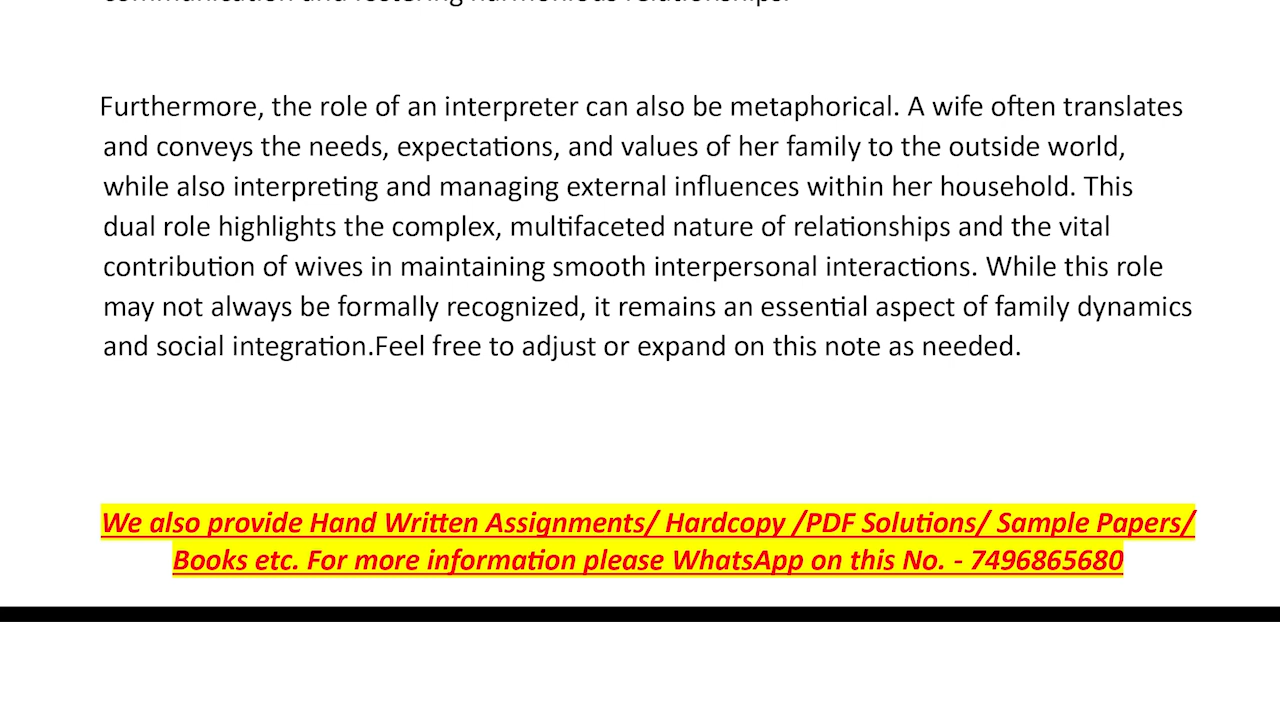 communication and fostering harmonious relationships.
Furthermore, the role of an interpreter can also be metaphorical. A wife often translates
and conveys the needs, expectations, and values of her family to the outside world,
while also interpreting and managing external influences within her household. This
dual role highlights the complex, multifaceted nature of relationships and the vital
contribution of wives in maintaining smooth interpersonal interactions. While this role
may not always be formally recognized, it remains an essential aspect of family dynamics
and social integration.Feel free to adjust or expand on this note as needed.
We also provide Hand Written Assignments/ Hardcopy /PDF Solutions/ Sample Papers/
Books etc. For more information please WhatsApp on this No. - 7496865680